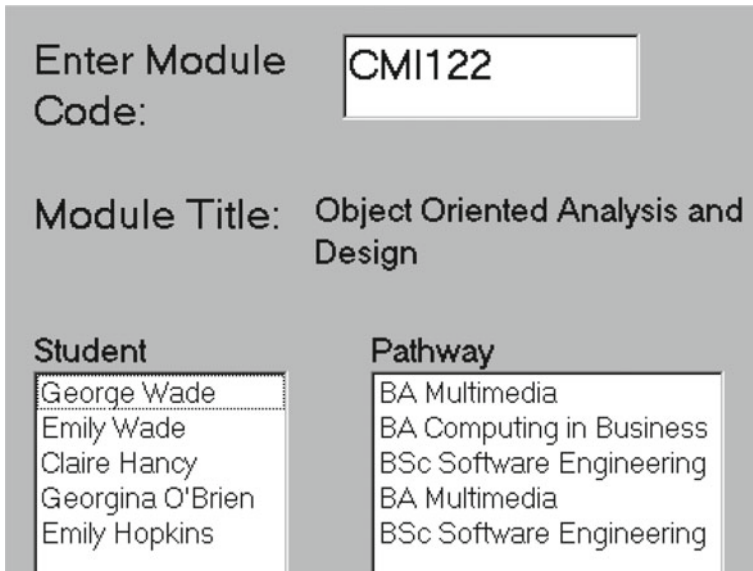 Enter Module
Code:
CMI122
Module Title:
Object Oriented Analysis and
Design
Student
George Wade
Emily Wade
Claire Hancy
Georgina O'Brien
Emily Hopkins
Pathway
BA Multimedia
BA Computing in Business
BSc Software Engineering
BA Multimedia
BSc Software Engineering